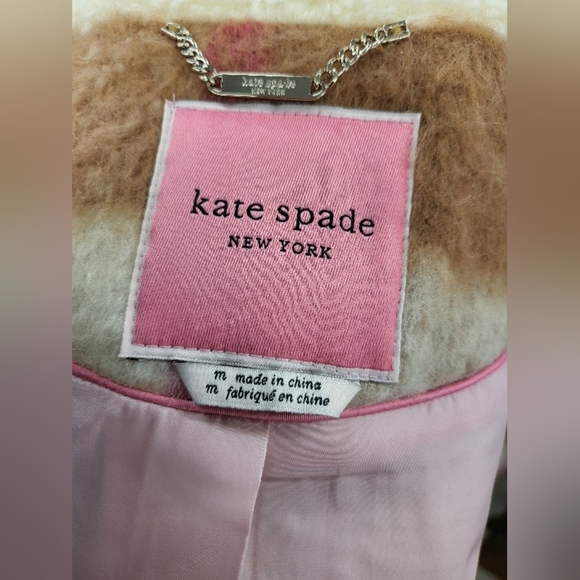 kate spade
NEW YORK
kate spade
NEW YORK
m made in china
m fabriqué en chine